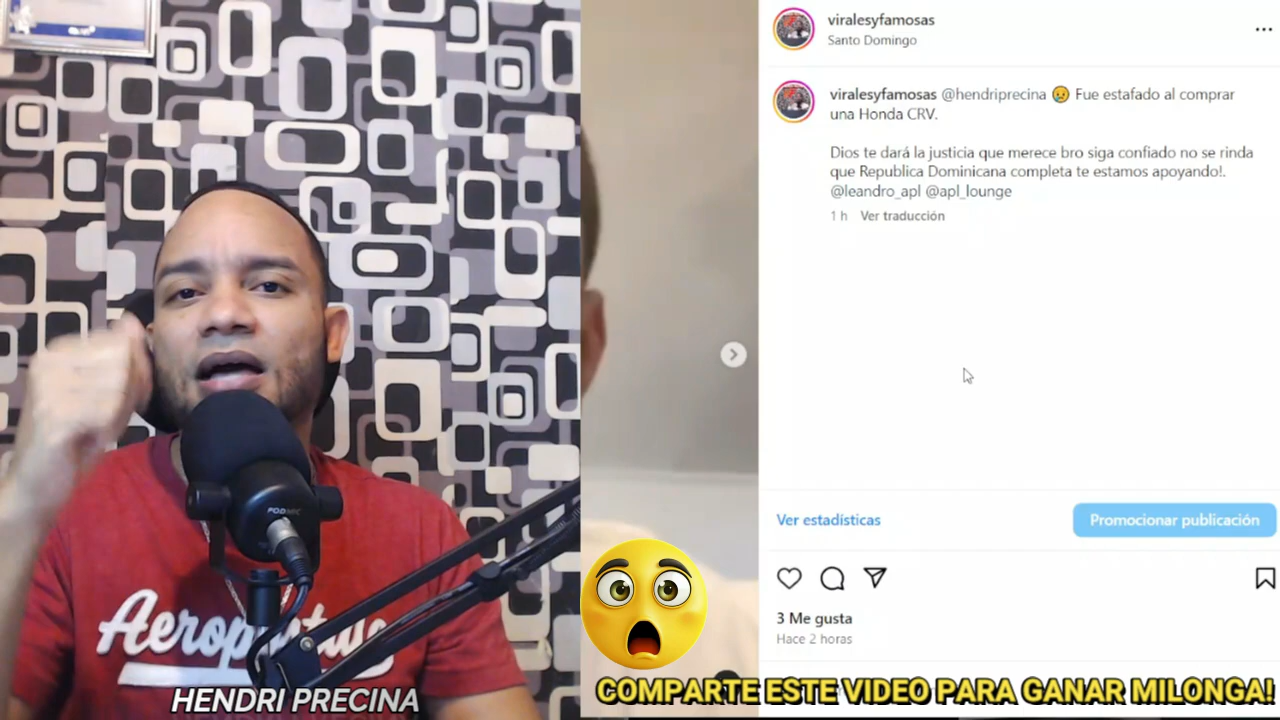 viralesyfamosas
Santo Domingo
viralesyfamosas @hendriprecina 😥 Fue estafado al comprar
una Honda CRV.
Dios te dará la justicia que merece bro siga confiado no se rinda
que Republica Dominicana completa te estamos apoyando!.
@leandro_apl @apl_lounge
1 h Ver traducción
Ver estadísticas
Promocionar publicación
3 Me gusta
Hace 2 horas
PODMIC
Aeropostale
HENDRI PRECINA
COMPARTE ESTE VIDEO PARA GANAR MILONGA!